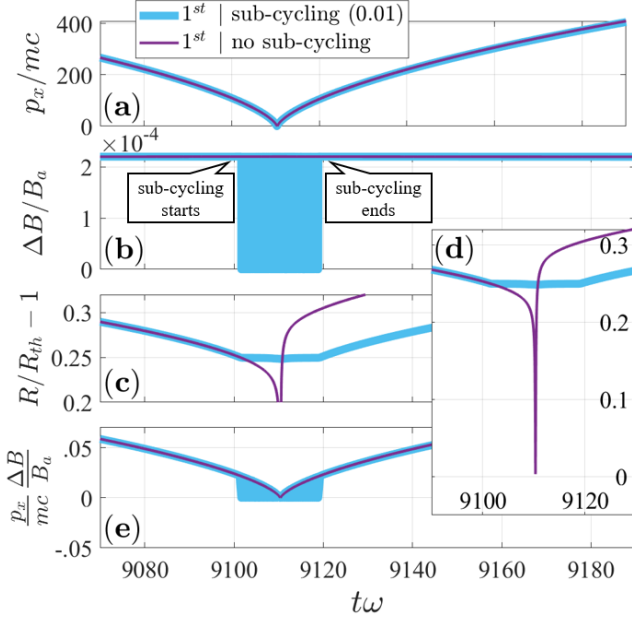 1st | sub-cycling (0.01)
1st | no sub-cycling
400
200
0
px/mc
(a)
×10-4
2
1
0
ΔB/Ba
sub-cycling
starts
sub-cycling
ends
(b)
0.3
0.25
0.2
R/Rth − 1
(c)
(d)
0.3
0.2
0.1
0
9100 9120
.05
0
-.05
px/mc ΔB/Ba
(e)
9080 9100 9120 9140 9160 9180
tω